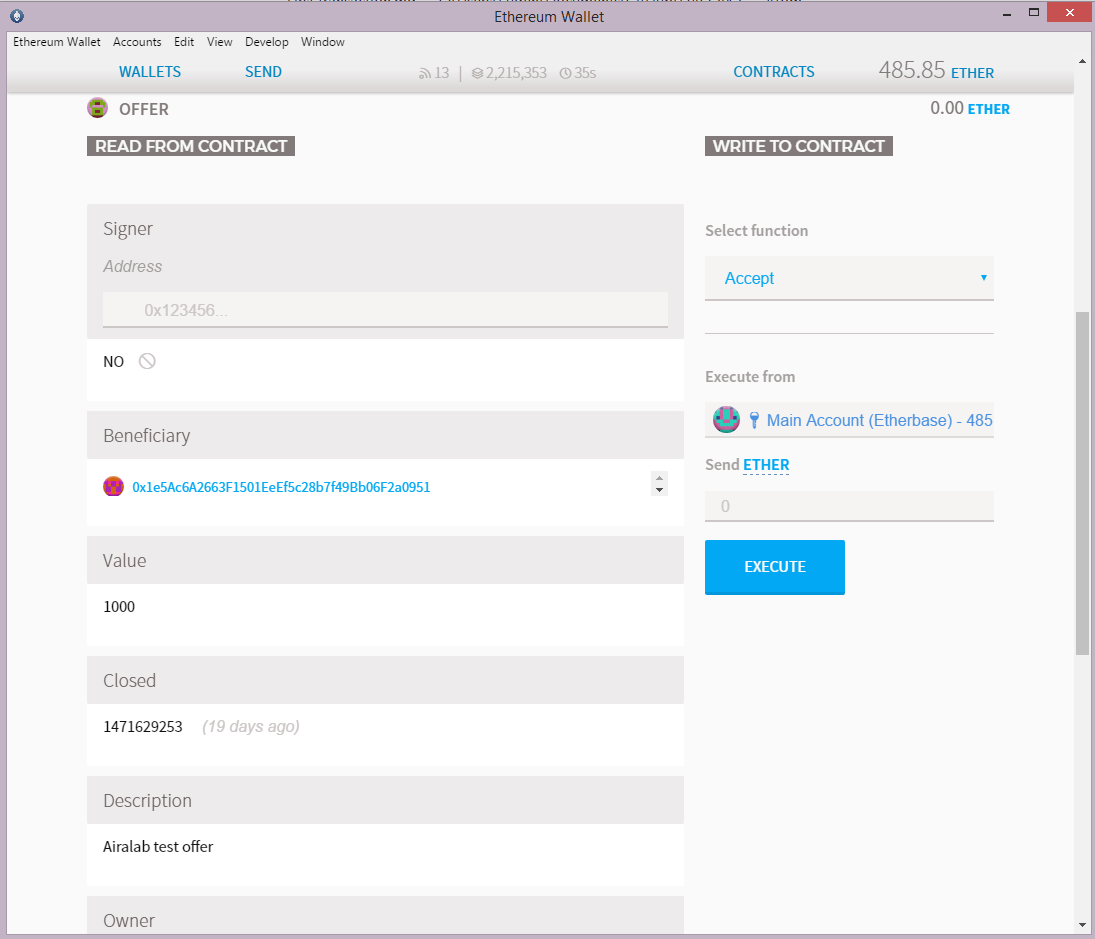 Ethereum Wallet
Ethereum Wallet Accounts Edit View Develop Window
WALLETS SEND 13 | 2,215,353 35s CONTRACTS 485.85 ETHER
OFFER 0.00 ETHER
READ FROM CONTRACT
WRITE TO CONTRACT
Signer
Address
0x123456...
NO
Beneficiary
0x1e5Ac6A2663F1501EeEf5c28b7f49Bb06F2a0951
Value
1000
Closed
1471629253 (19 days ago)
Description
Airalab test offer
Owner
Select function
Accept
Execute from
Main Account (Etherbase) - 485
Send ETHER
0
EXECUTE